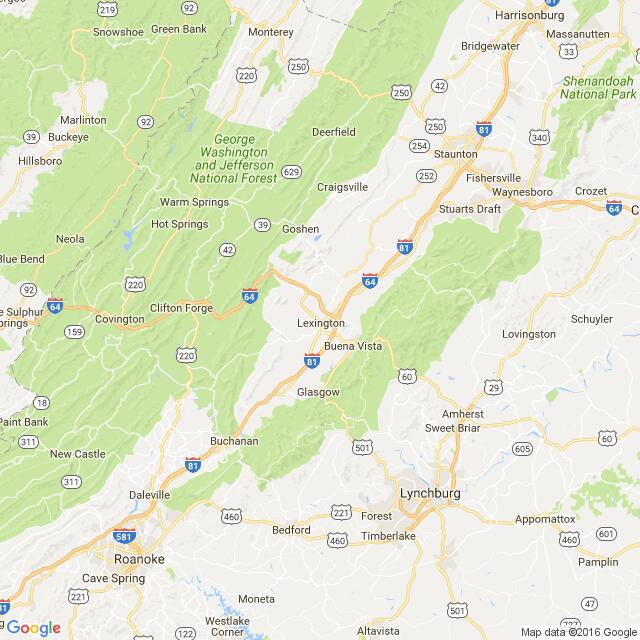 219
Green Bank
Snowshoe
28
Monterey
81
Harrisonburg
Massanutten
Bridgewater
33
220
250
92
250
42
Shenandoah
National Park
Marlinton
92
39
Buckeye
Hillsboro
George
Washington
and Jefferson
National Forest
Deerfield
250
81
254
Staunton
340
629
Craigsville
252
Fishersville
Waynesboro
Crozet
Warm Springs
Hot Springs
39
Goshen
Stuarts Draft
64
Neola
42
81
Blue Bend
92
220
64
64
64
Clifton Forge
Covington
159
Lexington
Schuyler
Lovingston
220
81
Buena Vista
18
Glasgow
60
29
Paint Bank
311
New Castle
Buchanan
Amherst
Sweet Briar
501
605
60
311
81
Daleville
Lynchburg
460
221
Forest
Appomattox
581
Bedford
460
Timberlake
460
601
Roanoke
Cave Spring
Pamplin
221
Moneta
81
Westlake
Corner
122
501
47
727
Altavista
Google
Map data ©2016 Google